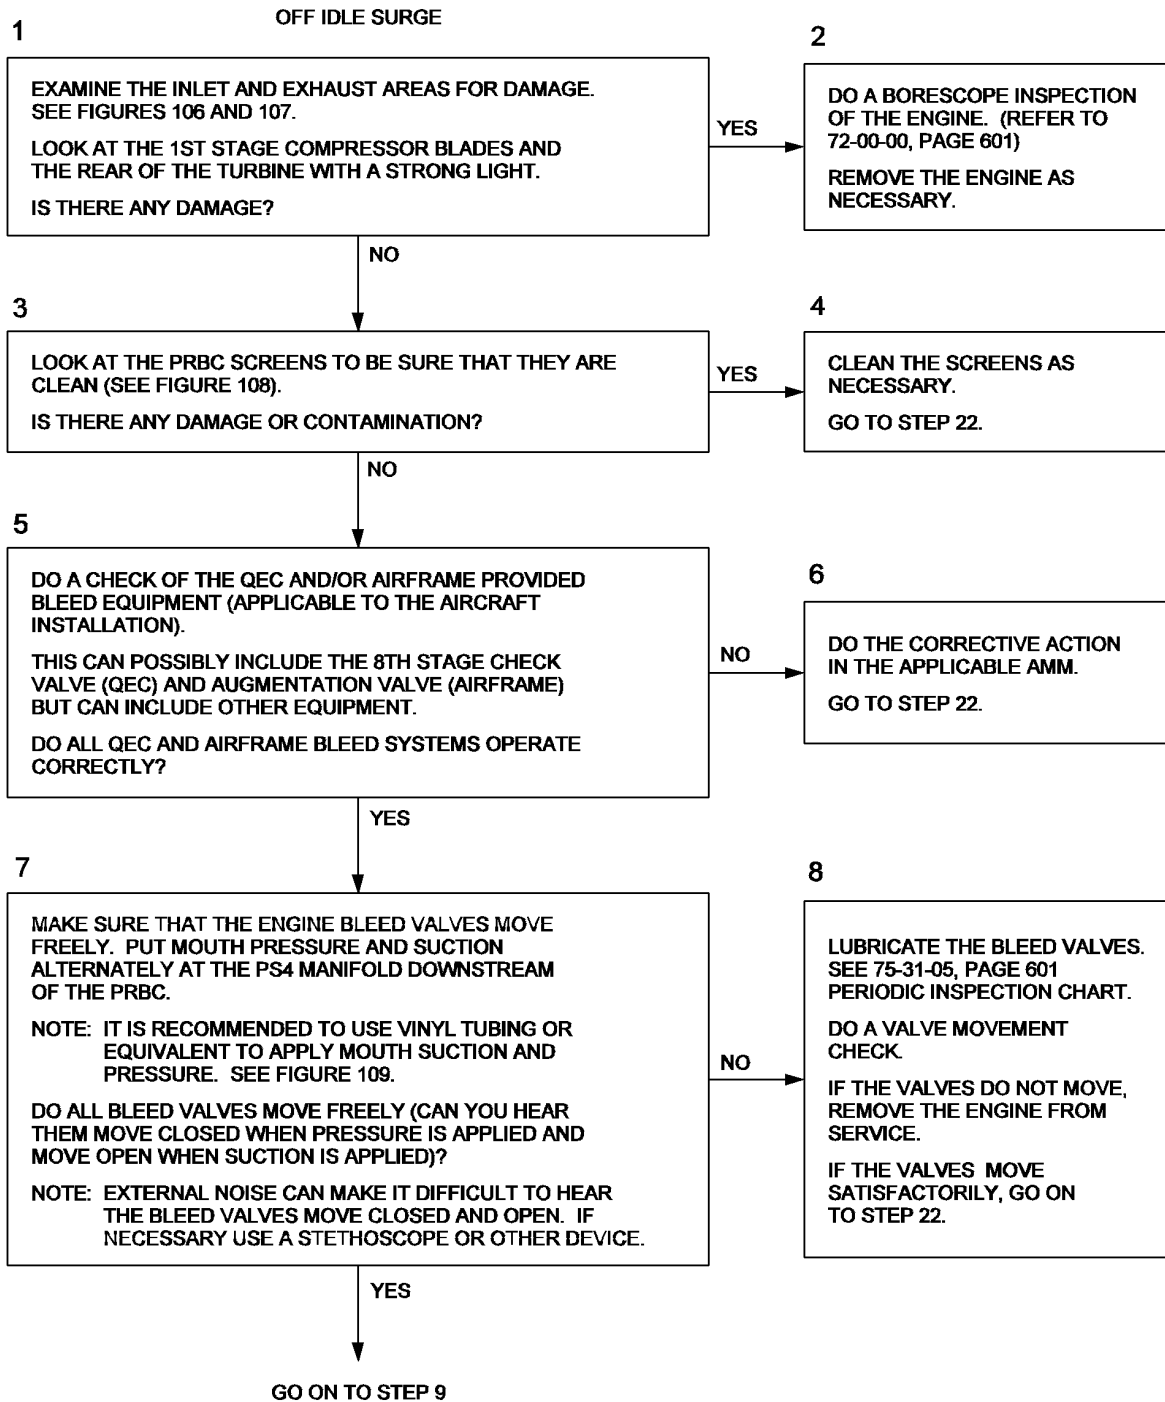 OFF IDLE SURGE
1
EXAMINE THE INLET AND EXHAUST AREAS FOR DAMAGE.
SEE FIGURES 106 AND 107.
LOOK AT THE 1ST STAGE COMPRESSOR BLADES AND
THE REAR OF THE TURBINE WITH A STRONG LIGHT.
IS THERE ANY DAMAGE?
YES
2
DO A BORESCOPE INSPECTION
OF THE ENGINE. (REFER TO
72-00-00, PAGE 601)
REMOVE THE ENGINE AS
NECESSARY.
NO
3
LOOK AT THE PRBC SCREENS TO BE SURE THAT THEY ARE
CLEAN (SEE FIGURE 108).
IS THERE ANY DAMAGE OR CONTAMINATION?
YES
4
CLEAN THE SCREENS AS
NECESSARY.
GO TO STEP 22.
NO
5
DO A CHECK OF THE QEC AND/OR AIRFRAME PROVIDED
BLEED EQUIPMENT (APPLICABLE TO THE AIRCRAFT
INSTALLATION).
THIS CAN POSSIBLY INCLUDE THE 8TH STAGE CHECK
VALVE (QEC) AND AUGMENTATION VALVE (AIRFRAME)
BUT CAN INCLUDE OTHER EQUIPMENT.
DO ALL QEC AND AIRFRAME BLEED SYSTEMS OPERATE
CORRECTLY?
NO
6
DO THE CORRECTIVE ACTION
IN THE APPLICABLE AMM.
GO TO STEP 22.
YES
7
MAKE SURE THAT THE ENGINE BLEED VALVES MOVE
FREELY. PUT MOUTH PRESSURE AND SUCTION
ALTERNATELY AT THE PS4 MANIFOLD DOWNSTREAM
OF THE PRBC.
NOTE: IT IS RECOMMENDED TO USE VINYL TUBING OR
EQUIVALENT TO APPLY MOUTH SUCTION AND
PRESSURE. SEE FIGURE 109.
DO ALL BLEED VALVES MOVE FREELY (CAN YOU HEAR
THEM MOVE CLOSED WHEN PRESSURE IS APPLIED AND
MOVE OPEN WHEN SUCTION IS APPLIED)?
NOTE: EXTERNAL NOISE CAN MAKE IT DIFFICULT TO HEAR
THE BLEED VALVES MOVE CLOSED AND OPEN. IF
NECESSARY USE A STETHOSCOPE OR OTHER DEVICE.
NO
8
LUBRICATE THE BLEED VALVES.
SEE 75-31-05, PAGE 601
PERIODIC INSPECTION CHART.
DO A VALVE MOVEMENT
CHECK.
IF THE VALVES DO NOT MOVE,
REMOVE THE ENGINE FROM
SERVICE.
IF THE VALVES MOVE
SATISFACTORILY, GO ON
TO STEP 22.
YES
GO ON TO STEP 9